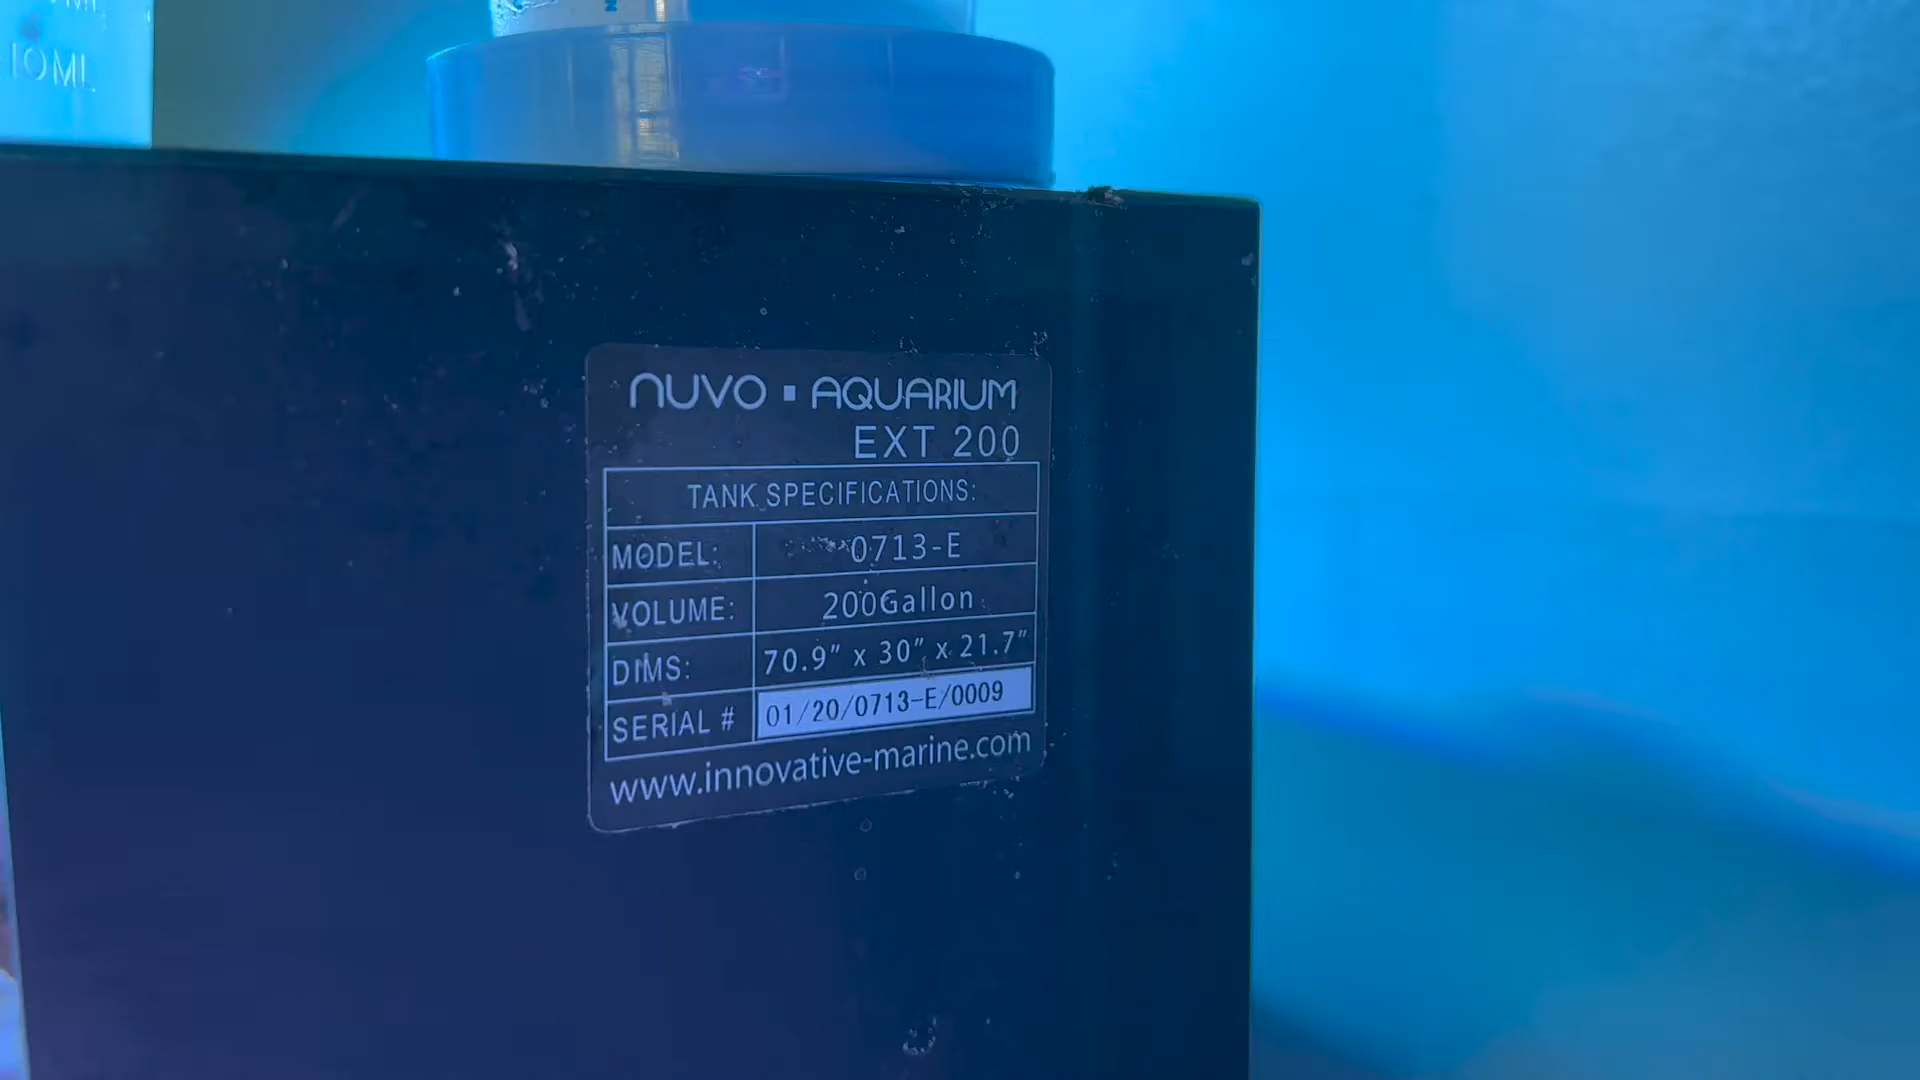 10ML
nuvo ▪ AQUARIUM
EXT 200
TANK SPECIFICATIONS:
MODEL: 0713-E
VOLUME: 200Gallon
DIMS: 70.9” x 30” x 21.7”
SERIAL # 01/20/0713-E/0009
www.innovative-marine.com